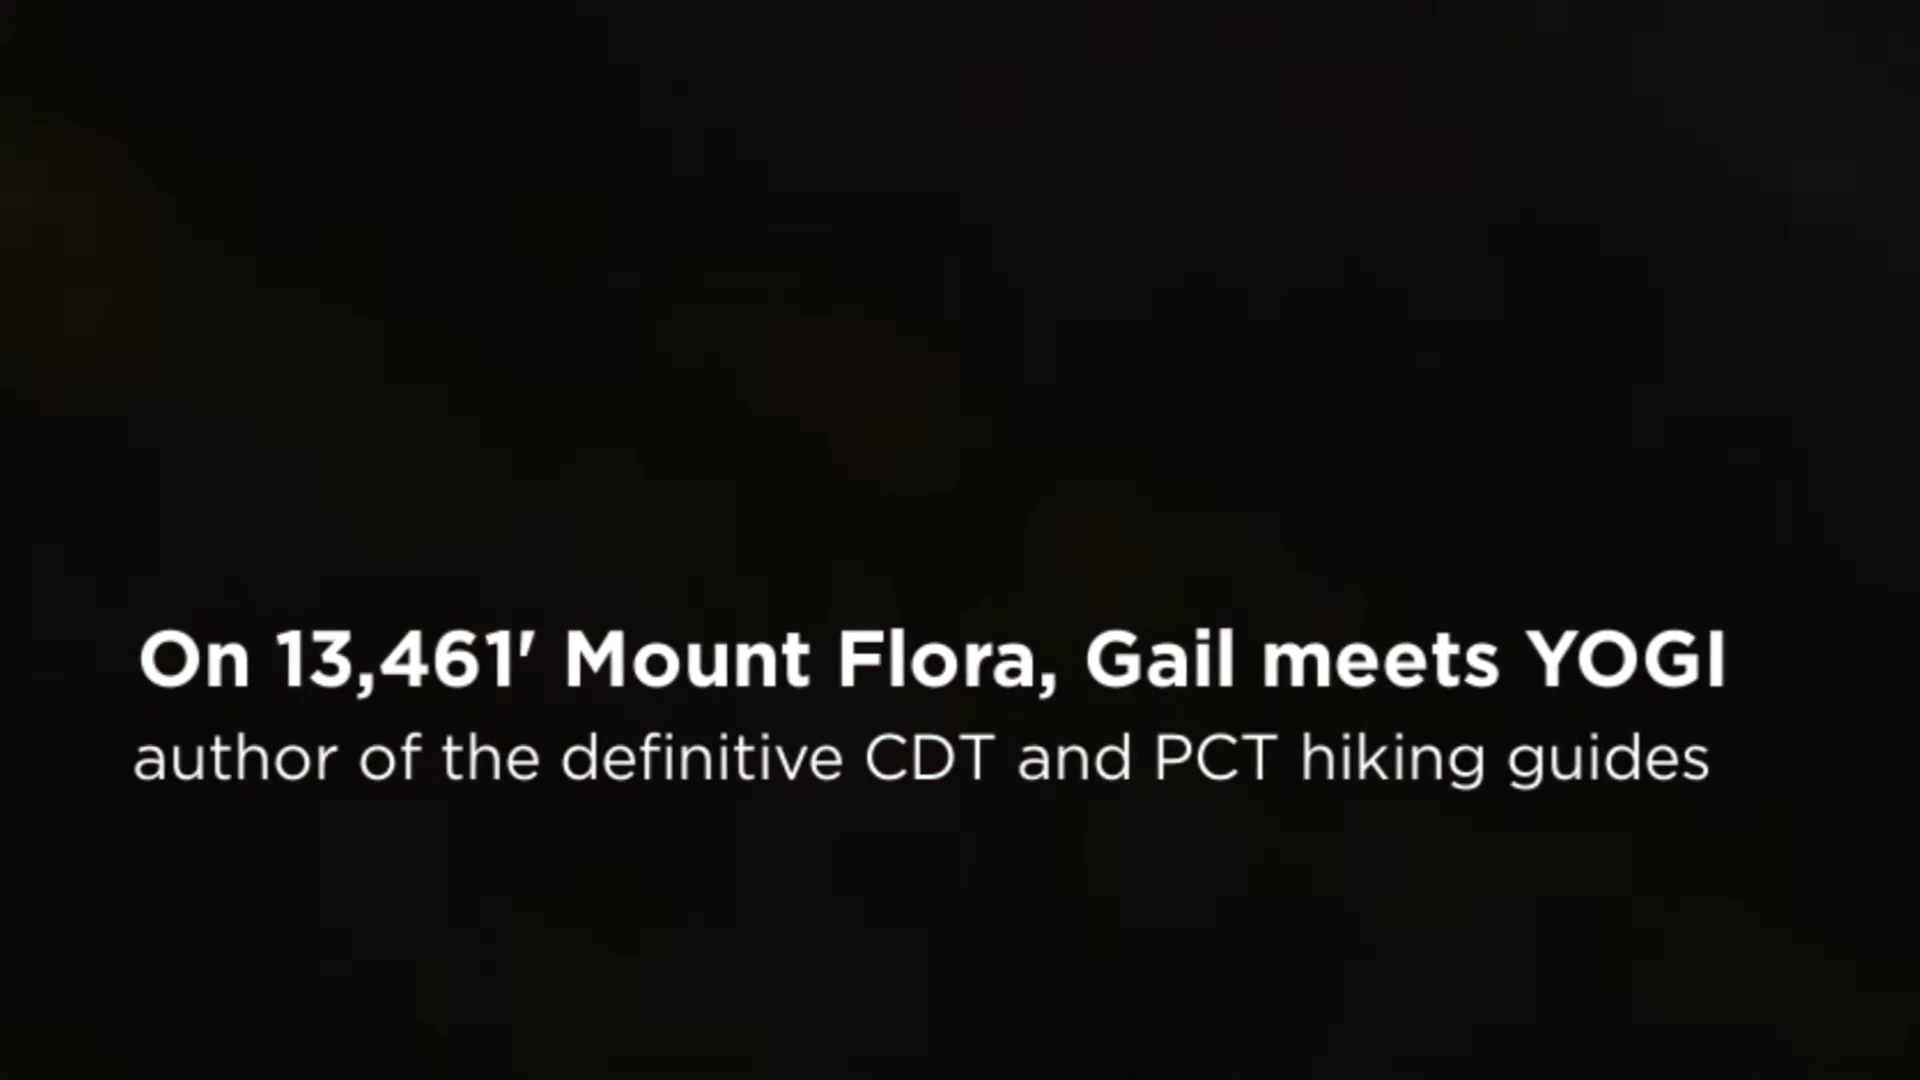 On 13,461' Mount Flora, Gail meets YOGI
author of the definitive CDT and PCT hiking guides